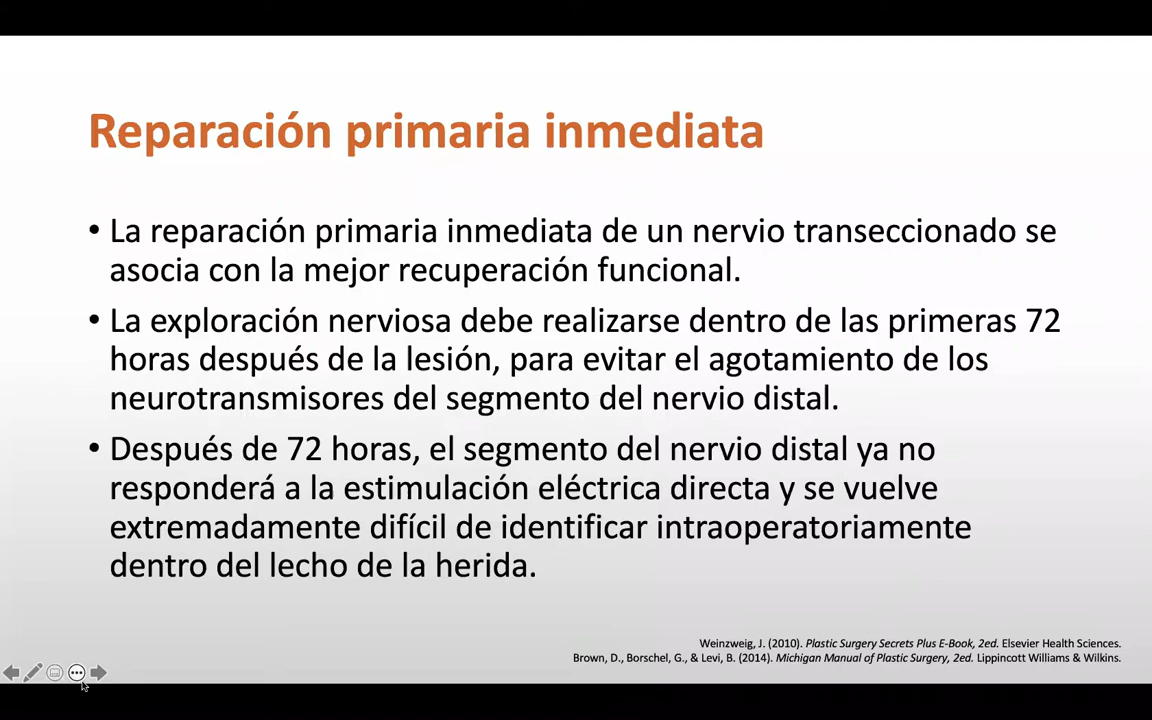 Reparación primaria inmediata
• La reparación primaria inmediata de un nervio transeccionado se
asocia con la mejor recuperación funcional.
• La exploración nerviosa debe realizarse dentro de las primeras 72
horas después de la lesión, para evitar el agotamiento de los
neurotransmisores del segmento del nervio distal.
• Después de 72 horas, el segmento del nervio distal ya no
responderá a la estimulación eléctrica directa y se vuelve
extremadamente difícil de identificar intraoperatoriamente
dentro del lecho de la herida.
Weinzweig, J. (2010). Plastic Surgery Secrets Plus E-Book, 2ed. Elsevier Health Sciences.
Brown, D., Borschel, G., & Levi, B. (2014). Michigan Manual of Plastic Surgery, 2ed. Lippincott Williams & Wilkins.